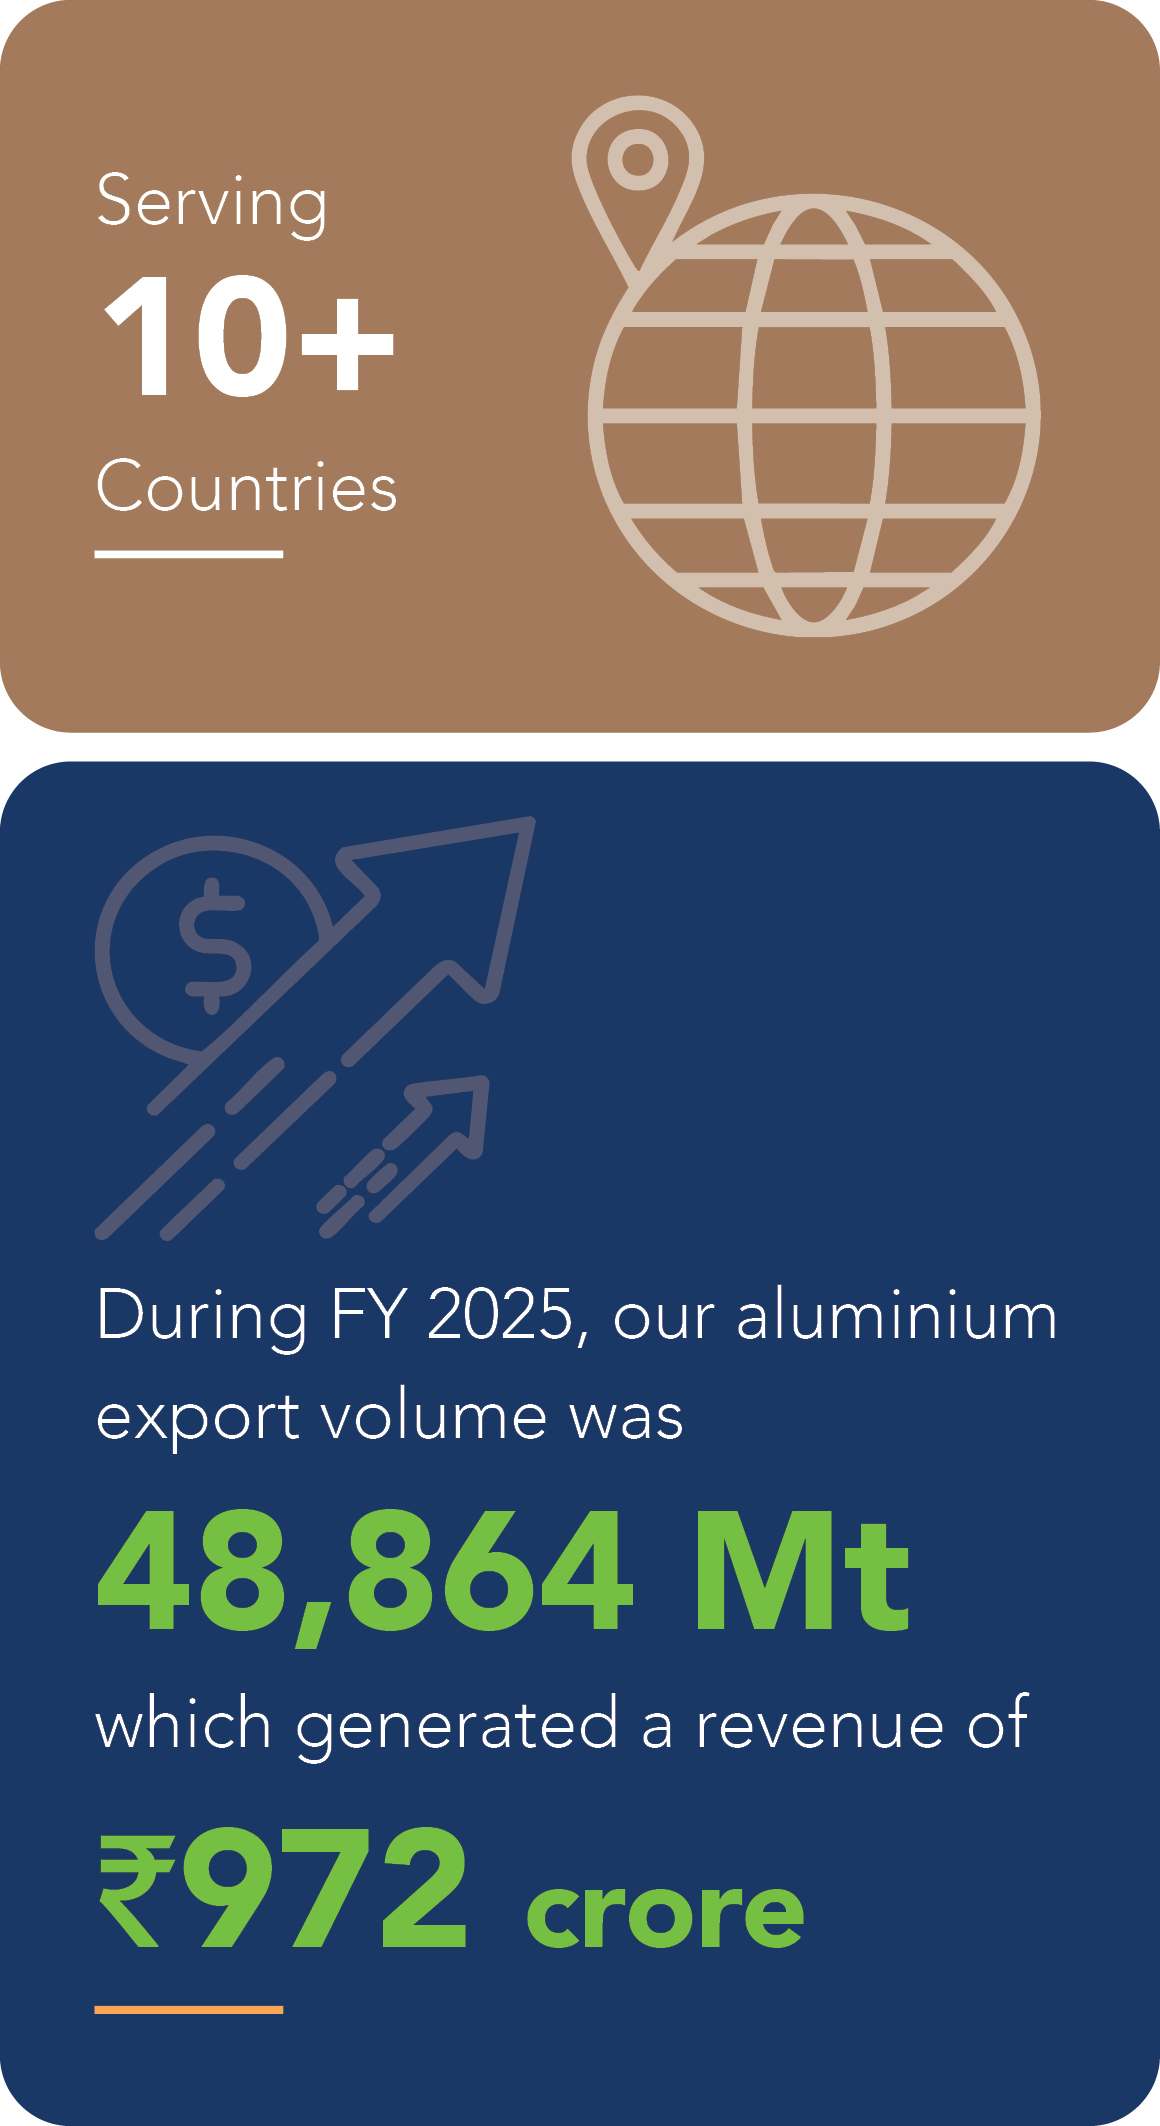 Serving
10+
Countries
$
During FY 2025, our aluminium
export volume was
48,864 Mt
which generated a revenue of
₹972 crore